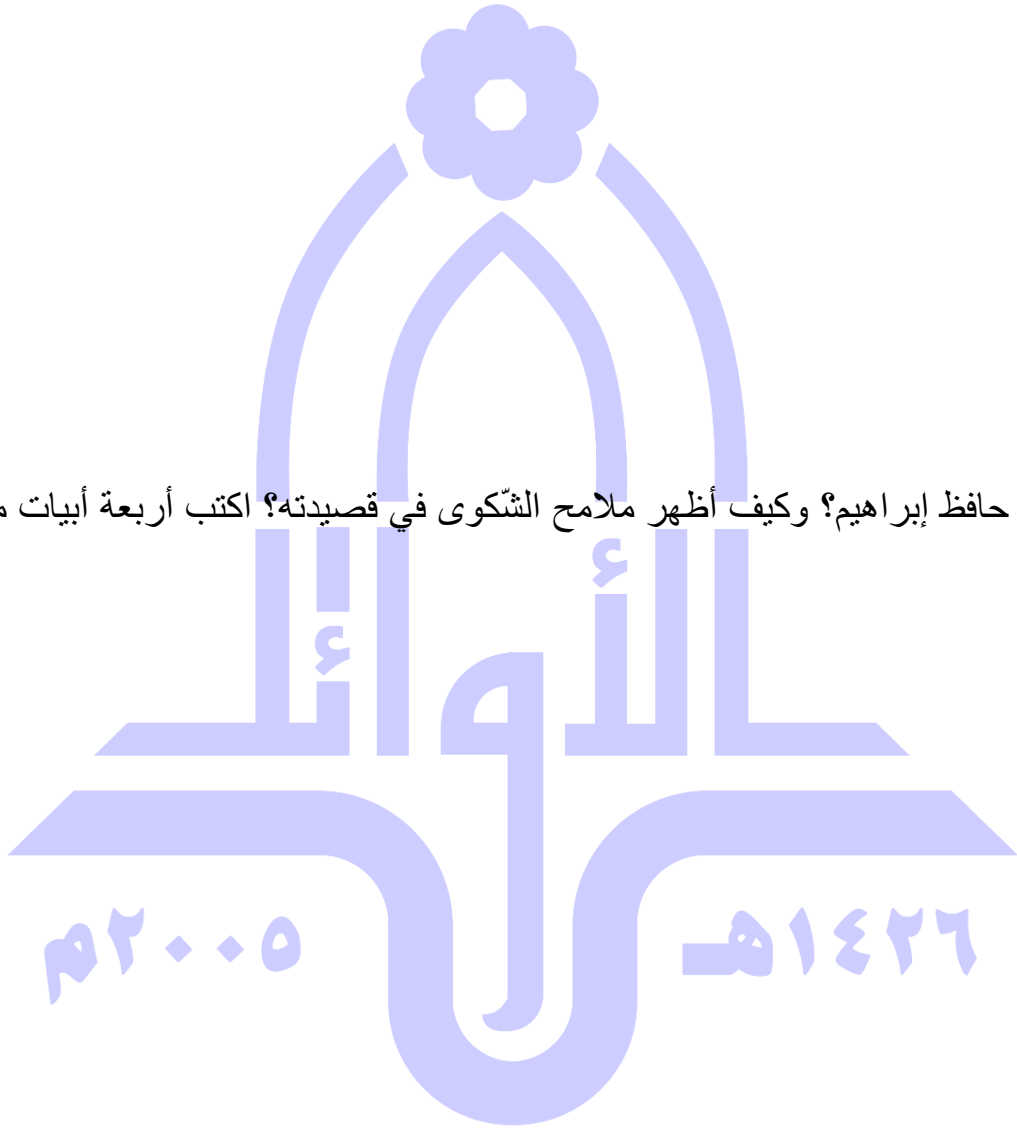 حافظ إبراهيم؟ وكيف أظهر ملامح الشّكوى في قصيدته؟ اكتب أربعة أبيات
الأوائل
١٤٢٦هـ ٢٠٠٥م